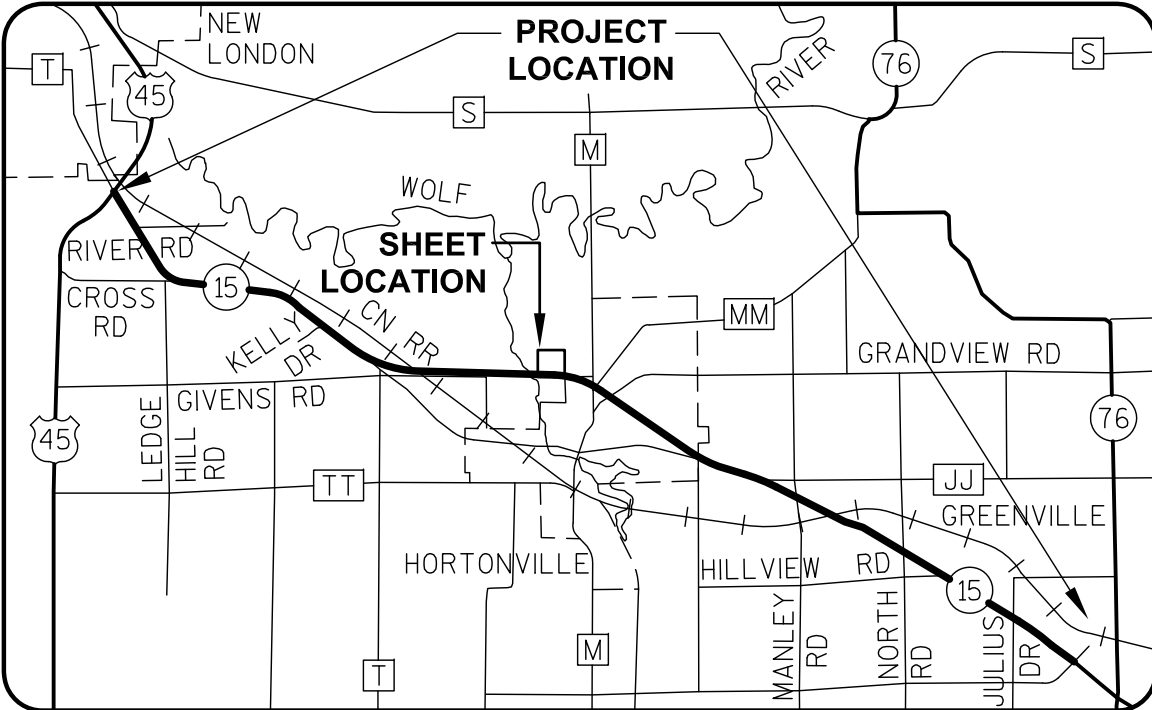 NEW
LONDON
PROJECT
LOCATION
T
45
S
76
S
M
RIVER
WOLF
SHEET
LOCATION
RIVER RD
CROSS
RD
15
KELLY
DR
CN RR
MM
GRANDVIEW RD
GIVENS RD
LEDGE
HILL
RD
45
76
TT
JJ
GREENVILLE
HORTONVILLE
HILLVIEW RD
15
MANLEY
RD
NORTH
RD
JULIUS
DR
T
M